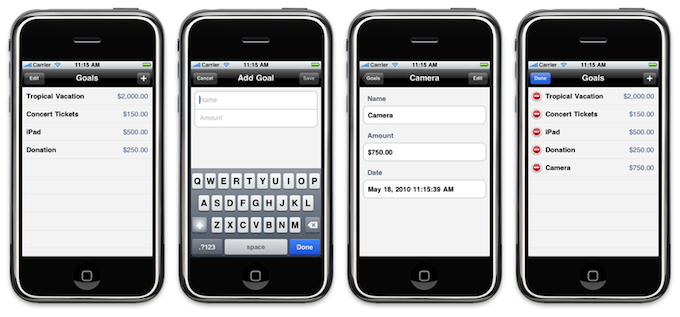 Carrier 11:15 AM
Edit Goals +
Tropical Vacation $2,000.00
Concert Tickets $150.00
iPad $500.00
Donation $250.00
Carrier 11:15 AM
Cancel Add Goal Save
Name
Amount
Q W E R T Y U I O P
A S D F G H J K L
Z X C V B N M
.?123 space Done
Carrier 11:15 AM
Goals Camera Edit
Name
Camera
Amount
$750.00
Date
May 18, 2010 11:15:39 AM
Carrier 11:15 AM
Done Goals +
Tropical Vacation $2,000.00
Concert Tickets $150.00
iPad $500.00
Donation $250.00
Camera $750.00